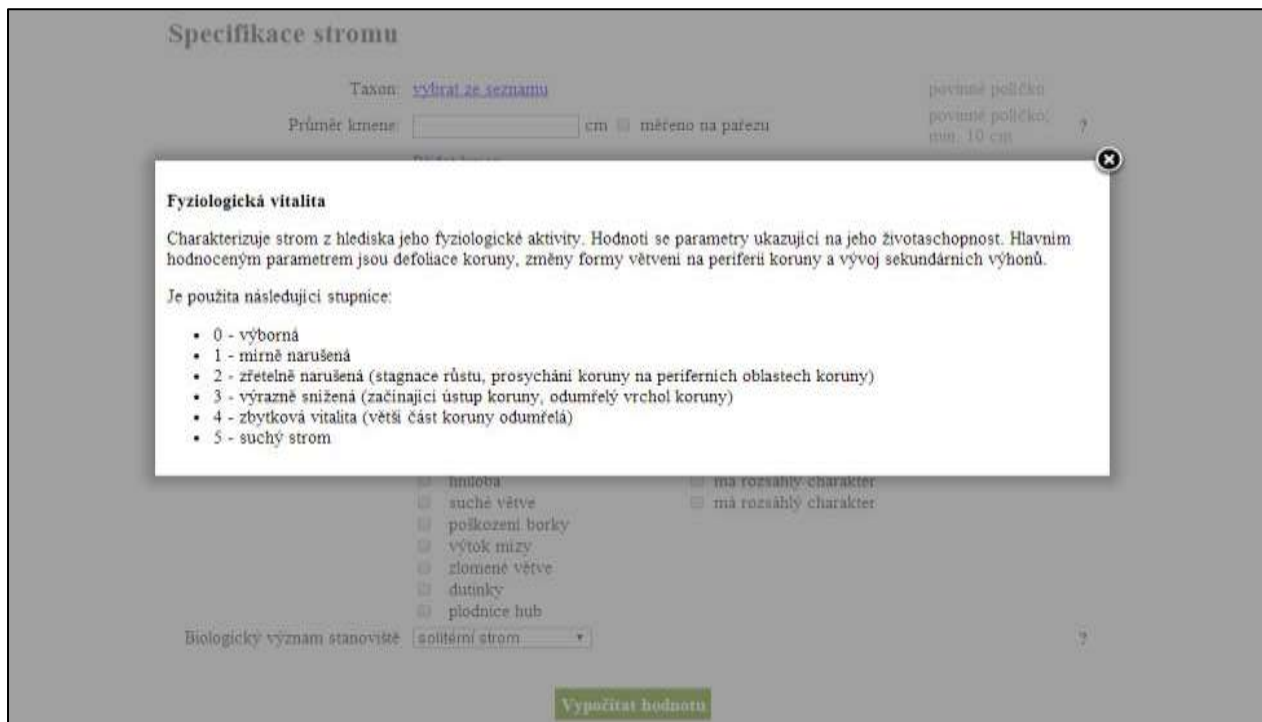 Specifikace stromu
Taxon: vybrat ze seznamu povinné políčko
Průměr kmene: cm měřeno na pařezu povinné políčko; min. 10 cm ?
Fyziologická vitalita
Charakterizuje strom z hlediska jeho fyziologické aktivity. Hodnotí se parametry ukazující na jeho životaschopnost. Hlavním
hodnoceným parametrem jsou defoliace koruny, změny formy větvení na periferii koruny a vývoj sekundárních výhonů.
Je použita následující stupnice:
• 0 - výborná
• 1 - mírně narušená
• 2 - zřetelně narušená (stagnace růstu, prosychání koruny na periferních oblastech koruny)
• 3 - výrazně snížená (začínající ústup koruny, odumřelý vrchol koruny)
• 4 - zbytková vitalita (větší část koruny odumřelá)
• 5 - suchý strom
hniloba má rozsáhlý charakter
suché větve má rozsáhlý charakter
poškození borky
výtok mízy
zlomené větve
dutinky
plodnice hub
Biologický význam stanoviště solitérní strom ?
Vypočítat hodnotu